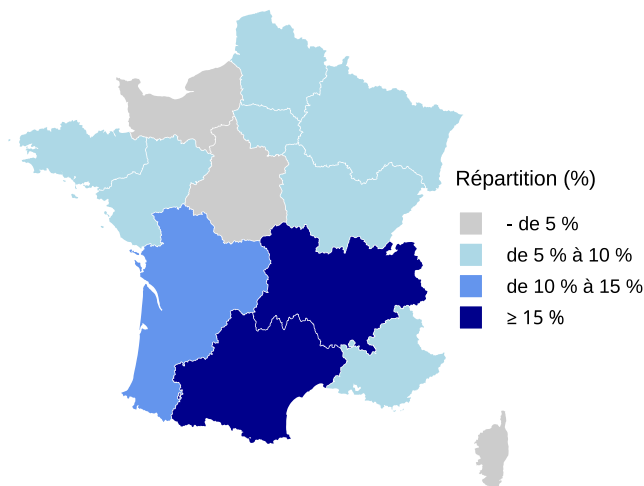 Répartition (%)
- de 5 %
de 5 % à 10 %
de 10 % à 15 %
≥ 15 %